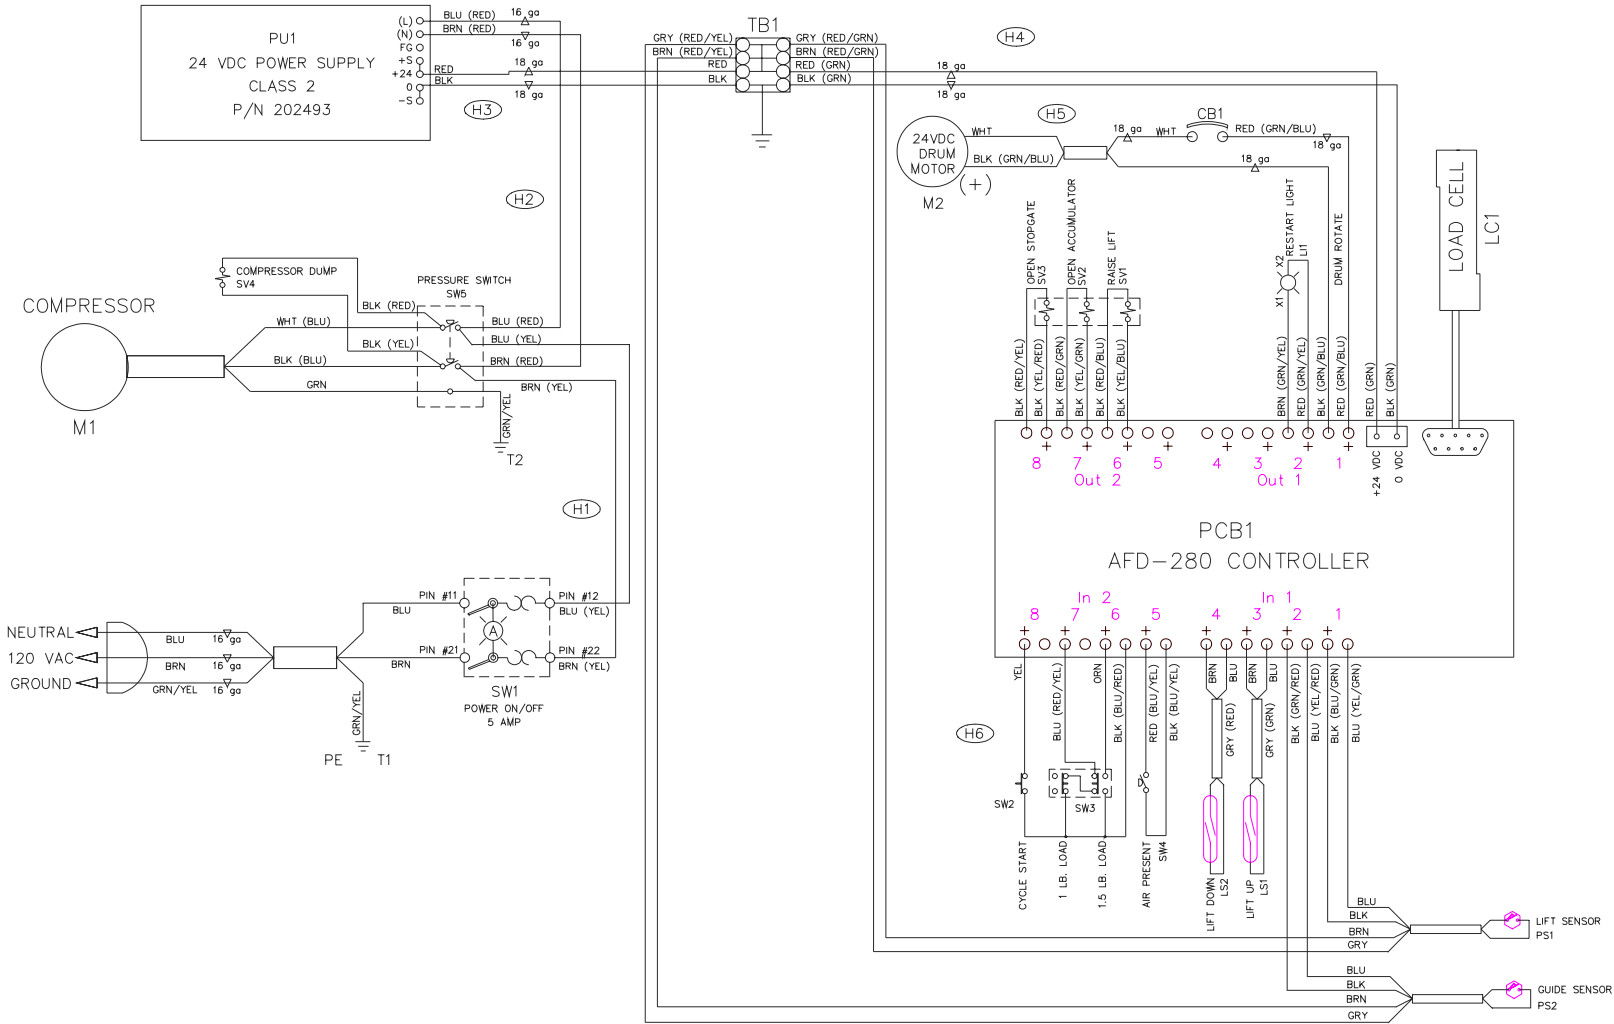 PU1
24 VDC POWER SUPPLY
CLASS 2
P/N 202493
(L)
(N)
FG
+S
+24
0
-S
BLU (RED)
16 ga
BRN (RED)
16 ga
RED
18 ga
BLK
18 ga
H3
H2
TB1
GRY (RED/YEL)
BRN (RED/YEL)
RED
BLK
GRY (RED/GRN)
BRN (RED/GRN)
RED (GRN)
BLK (GRN)
H4
18 ga
18 ga
H5
24VDC
DRUM
MOTOR
(+)
M2
WHT
BLK (GRN/BLU)
18 ga
WHT
CB1
RED (GRN/BLU)
18 ga
18 ga
LOAD CELL
LC1
COMPRESSOR
M1
COMPRESSOR DUMP
SV4
PRESSURE SWITCH
SW5
BLK (RED)
WHT (BLU)
BLK (YEL)
BLK (BLU)
GRN
BLU (RED)
BLU (YEL)
BRN (RED)
BRN (YEL)
GRN/YEL
T2
H1
OPEN STOPGATE
SV3
OPEN ACCUMULATOR
SV2
RAISE LIFT
SV1
X1
X2
RESTART LIGHT
LI1
DRUM ROTATE
BLK (RED/YEL)
BLK (YEL/RED)
BLK (RED/GRN)
BLK (YEL/GRN)
BLK (RED/BLU)
BLK (YEL/BLU)
BRN (GRN/YEL)
RED (GRN/YEL)
BLK (GRN/BLU)
RED (GRN/BLU)
RED (GRN)
BLK (GRN)
+ + + + + + + +
8 7 6 5 4 3 2 1
Out 2
Out 1
+24 VDC
0 VDC
PCB1
AFD-280 CONTROLLER
In 2
In 1
8 7 6 5 4 3 2 1
+ + + + + + + +
NEUTRAL
120 VAC
GROUND
BLU
16 ga
BRN
16 ga
GRN/YEL
16 ga
BLU
BRN
GRN/YEL
PE
T1
PIN #11
PIN #21
A
PIN #12
BLU (YEL)
PIN #22
BRN (YEL)
SW1
POWER ON/OFF
5 AMP
H6
YEL
BLU (RED/YEL)
ORN
BLK (BLU/RED)
RED (BLU/YEL)
BLK (BLU/YEL)
BRN
BLU
GRY (RED)
BRN
BLU
GRY (GRN)
BLK (GRN/RED)
BLU (YEL/RED)
BLK (BLU/GRN)
BLU (YEL/GRN)
SW2
SW3
CYCLE START
1 LB. LOAD
1.5 LB. LOAD
AIR PRESENT
SW4
LIFT DOWN
LS2
LIFT UP
LS1
BLU
BLK
BRN
GRY
LIFT SENSOR
PS1
BLU
BLK
BRN
GRY
GUIDE SENSOR
PS2